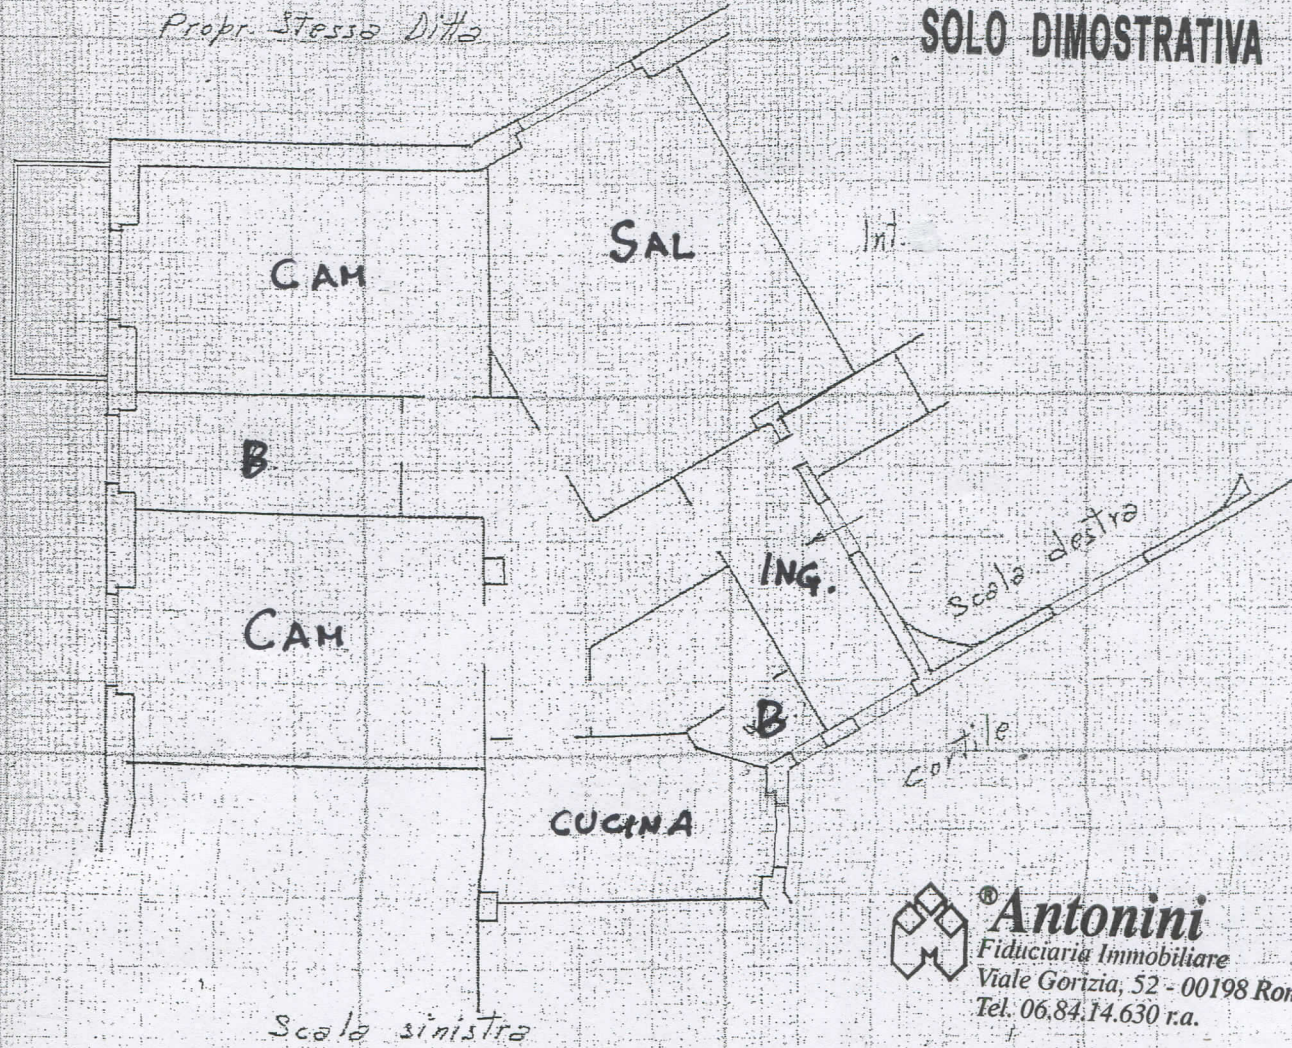 Propr. Stessa Ditta
SOLO DIMOSTRATIVA
SAL
Int.
CAM
B
ING.
Scala destra
CAM
B
Cortile
CUCINA
®Antonini
M
Fiduciaria Immobiliare
Viale Gorizia, 52 - 00198 Rom
Tel. 06.84.14.630 r.a.
Scala sinistra